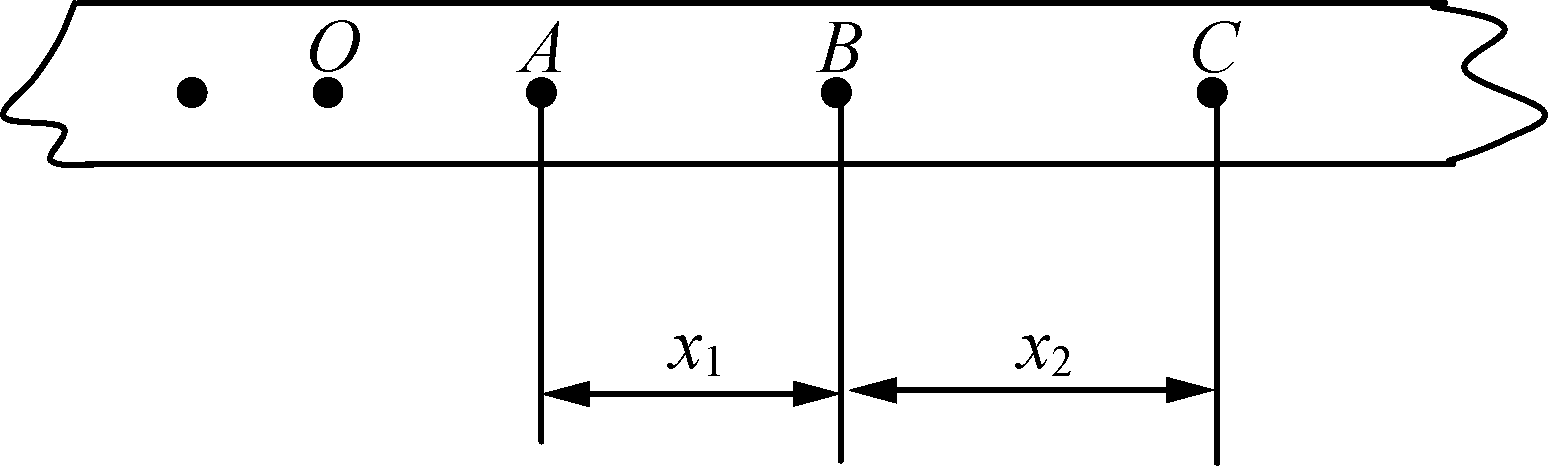 O A B C
x₁ x₂